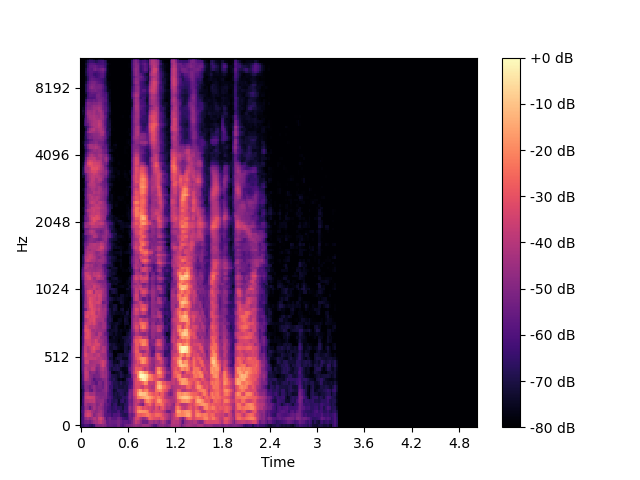 8192
4096
2048
1024
512
0
Hz
0 0.6 1.2 1.8 2.4 3 3.6 4.2 4.8
Time
+0 dB
-10 dB
-20 dB
-30 dB
-40 dB
-50 dB
-60 dB
-70 dB
-80 dB